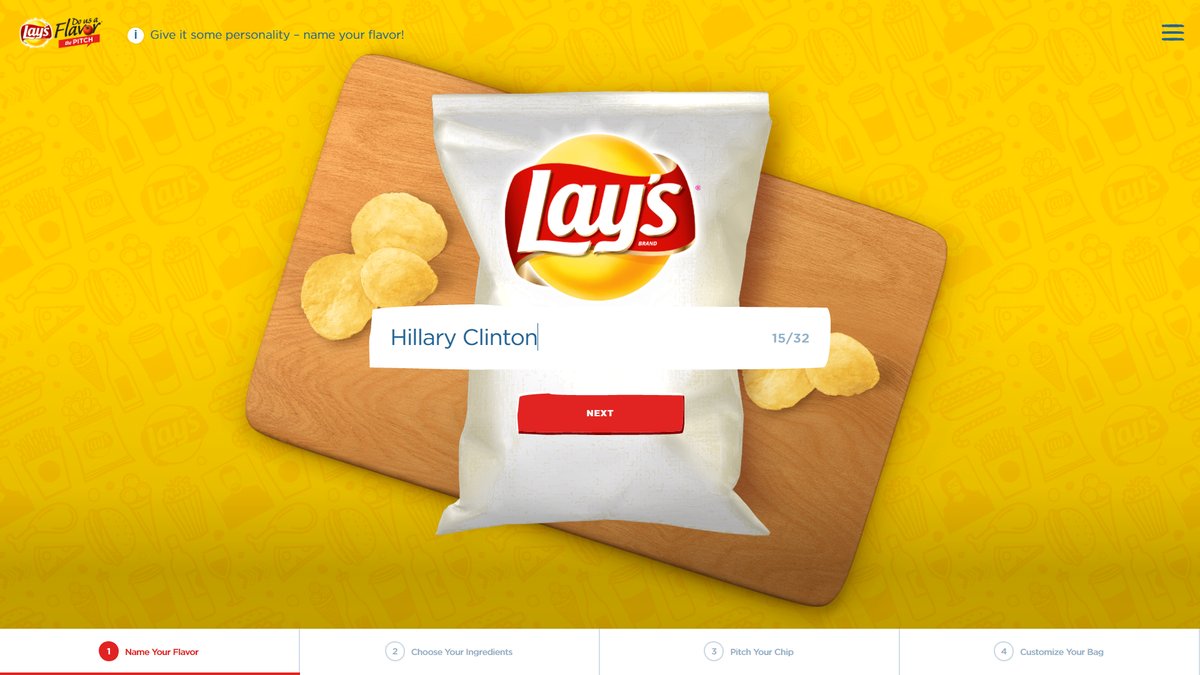 Lay's
Do us a
Flavor
the PITCH
i
Give it some personality – name your flavor!
Lay's
®
BRAND
Hillary Clinton
15/32
NEXT
1
Name Your Flavor
2
Choose Your Ingredients
3
Pitch Your Chip
4
Customize Your Bag